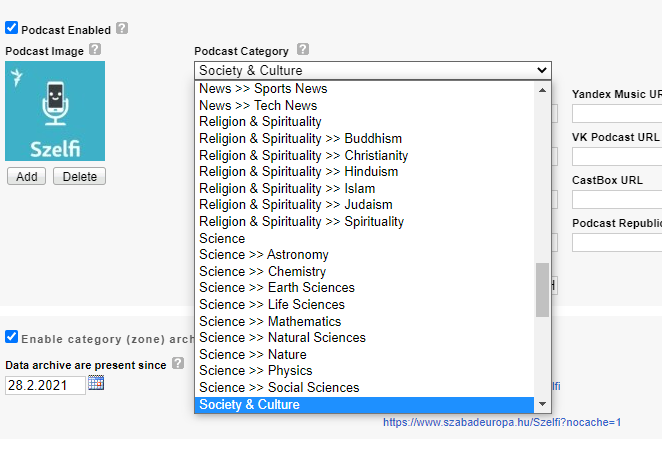 Podcast Enabled ?
Podcast Image ?
Podcast Category ?
Society & Culture
Szelfi
Add
Delete
News >> Sports News
News >> Tech News
Religion & Spirituality
Religion & Spirituality >> Buddhism
Religion & Spirituality >> Christianity
Religion & Spirituality >> Hinduism
Religion & Spirituality >> Islam
Religion & Spirituality >> Judaism
Religion & Spirituality >> Spirituality
Science
Science >> Astronomy
Science >> Chemistry
Science >> Earth Sciences
Science >> Life Sciences
Science >> Mathematics
Science >> Natural Sciences
Science >> Nature
Science >> Physics
Science >> Social Sciences
Society & Culture
Yandex Music UR
VK Podcast URL
CastBox URL
Podcast Republic
Enable category (zone) arch
Data archive are present since ?
28.2.2021
lfi
https://www.szabadeuropa.hu/Szelfi?nocache=1